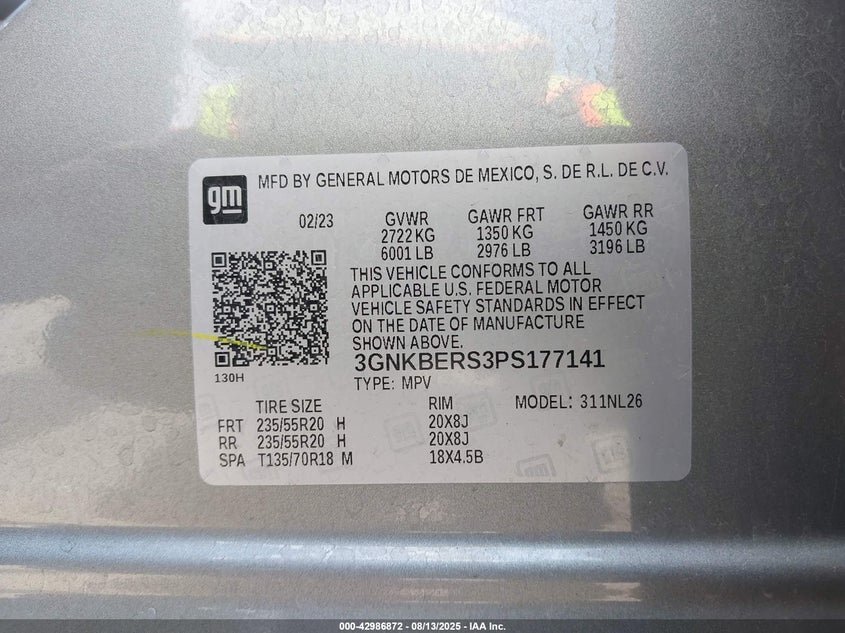 gm MFD BY GENERAL MOTORS DE MEXICO, S. DE R.L. DE C.V.
02/23 GVWR GAWR FRT GAWR RR
2722 KG 1350 KG 1450 KG
6001 LB 2976 LB 3196 LB
THIS VEHICLE CONFORMS TO ALL
APPLICABLE U.S. FEDERAL MOTOR
VEHICLE SAFETY STANDARDS IN EFFECT
ON THE DATE OF MANUFACTURE
SHOWN ABOVE.
3GNKBERS3PS177141
130H TYPE: MPV
TIRE SIZE RIM MODEL: 311NL26
FRT 235/55R20 H 20X8J
RR 235/55R20 H 20X8J
SPA T135/70R18 M 18X4.5B
000-42986872 - 08/13/2025 - IAA Inc.